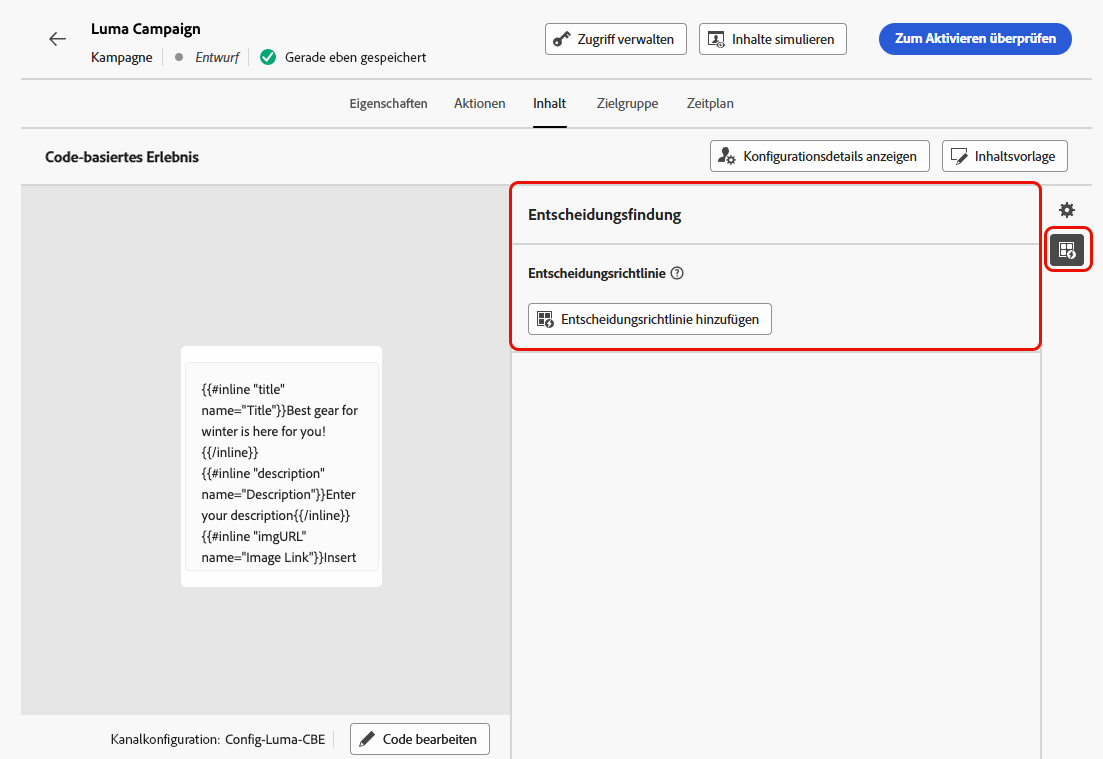 Luma Campaign
Kampagne
Entwurf
Gerade eben gespeichert
Zugriff verwalten
Inhalte simulieren
Zum Aktivieren überprüfen
Eigenschaften
Aktionen
Inhalt
Zielgruppe
Zeitplan
Code-basiertes Erlebnis
Konfigurationsdetails anzeigen
Inhaltsvorlage
Entscheidungsfindung
Entscheidungsrichtlinie
Entscheidungsrichtlinie hinzufügen
{{#inline "title"
name="Title"}}Best gear for
winter is here for you!
{{/inline}}
{{#inline "description"
name="Description"}}Enter
your description{{/inline}}
{{#inline "imgURL"
name="Image Link"}}Insert
Kanalkonfiguration: Config-Luma-CBE
Code bearbeiten